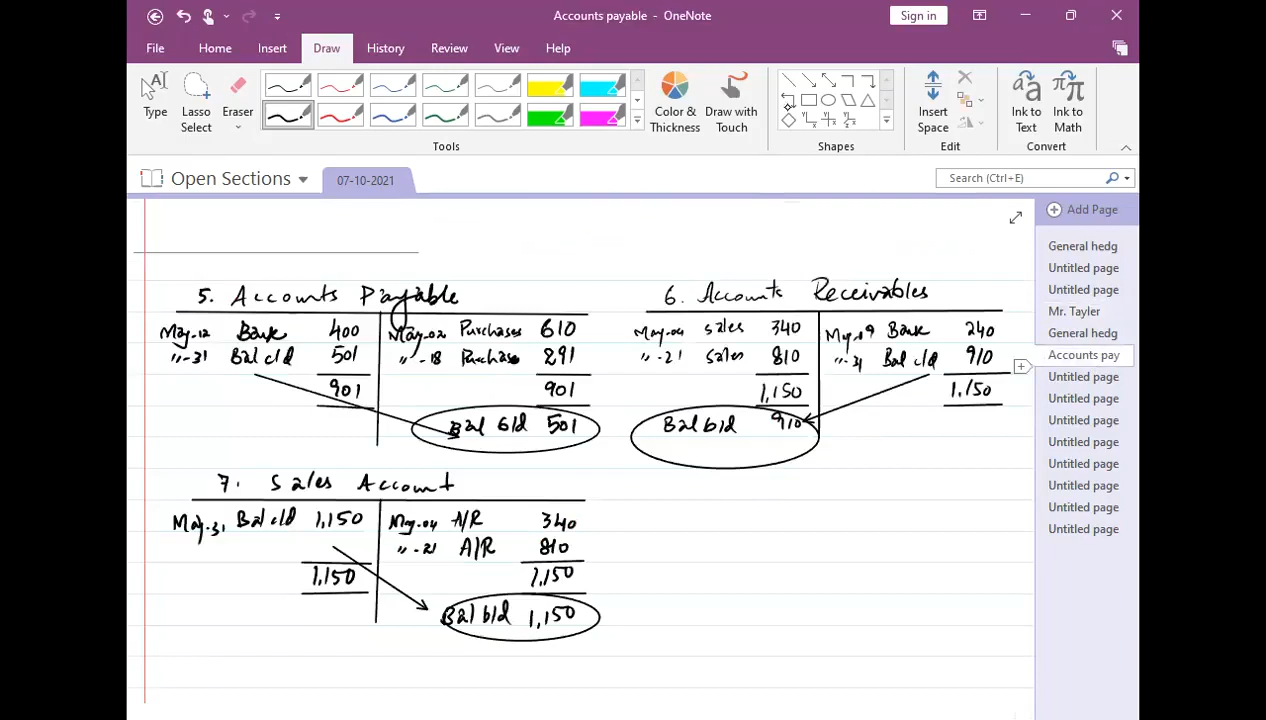 Accounts payable - OneNote
Sign in
File Home Insert Draw History Review View Help
Type
Lasso Select
Eraser
Color & Thickness
Draw with Touch
Insert Space
Ink to Text
Ink to Math
Tools
Shapes
Edit
Convert
Open Sections
07-10-2021
Search (Ctrl+E)
Add Page
General hedg
Untitled page
Untitled page
Mr. Tayler
General hedg
Accounts pay
Untitled page
Untitled page
Untitled page
Untitled page
Untitled page
Untitled page
Untitled page
Untitled page
5. Accounts Payable
May-12 Bank 400 May-02 Purchases 610
"-31 Bal c/d 501 "-18 Purchase 291
901 901
Bal b/d 501
6. Accounts Receivables
May-04 sales 340 May-19 Bank 240
"-21 sales 810 "-31 Bal c/d 910
1,150 1,150
Bal b/d 910
7. Sales Account
May-31 Bal c/d 1,150 May-04 A/R 340
"-21 A/R 810
1,150 1,150
Bal b/d 1,150